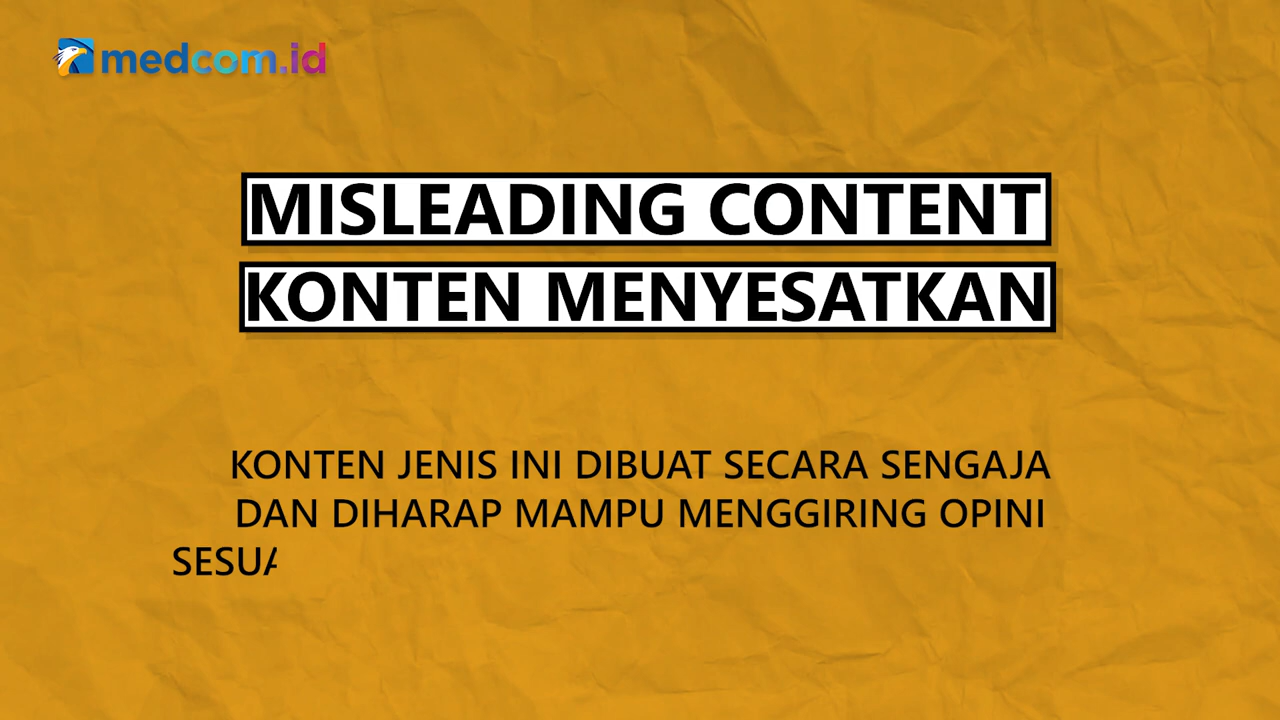 medcom.id
MISLEADING CONTENT
KONTEN MENYESATKAN
KONTEN JENIS INI DIBUAT SECARA SENGAJA
DAN DIHARAP MAMPU MENGGIRING OPINI